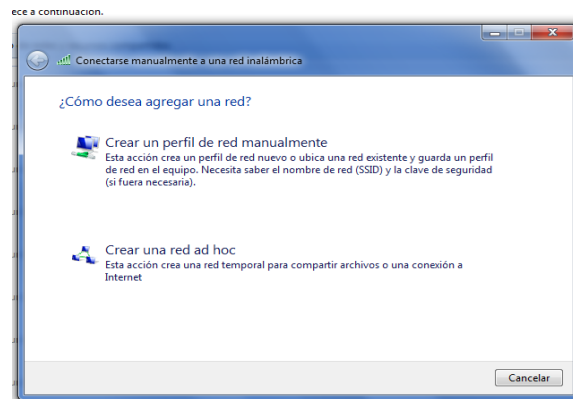 ece a continuación.
Conectarse manualmente a una red inalámbrica
¿Cómo desea agregar una red?
Crear un perfil de red manualmente
Esta acción crea un perfil de red nuevo o ubica una red existente y guarda un perfil
de red en el equipo. Necesita saber el nombre de red (SSID) y la clave de seguridad
(si fuera necesaria).
Crear una red ad hoc
Esta acción crea una red temporal para compartir archivos o una conexión a
Internet
Cancelar